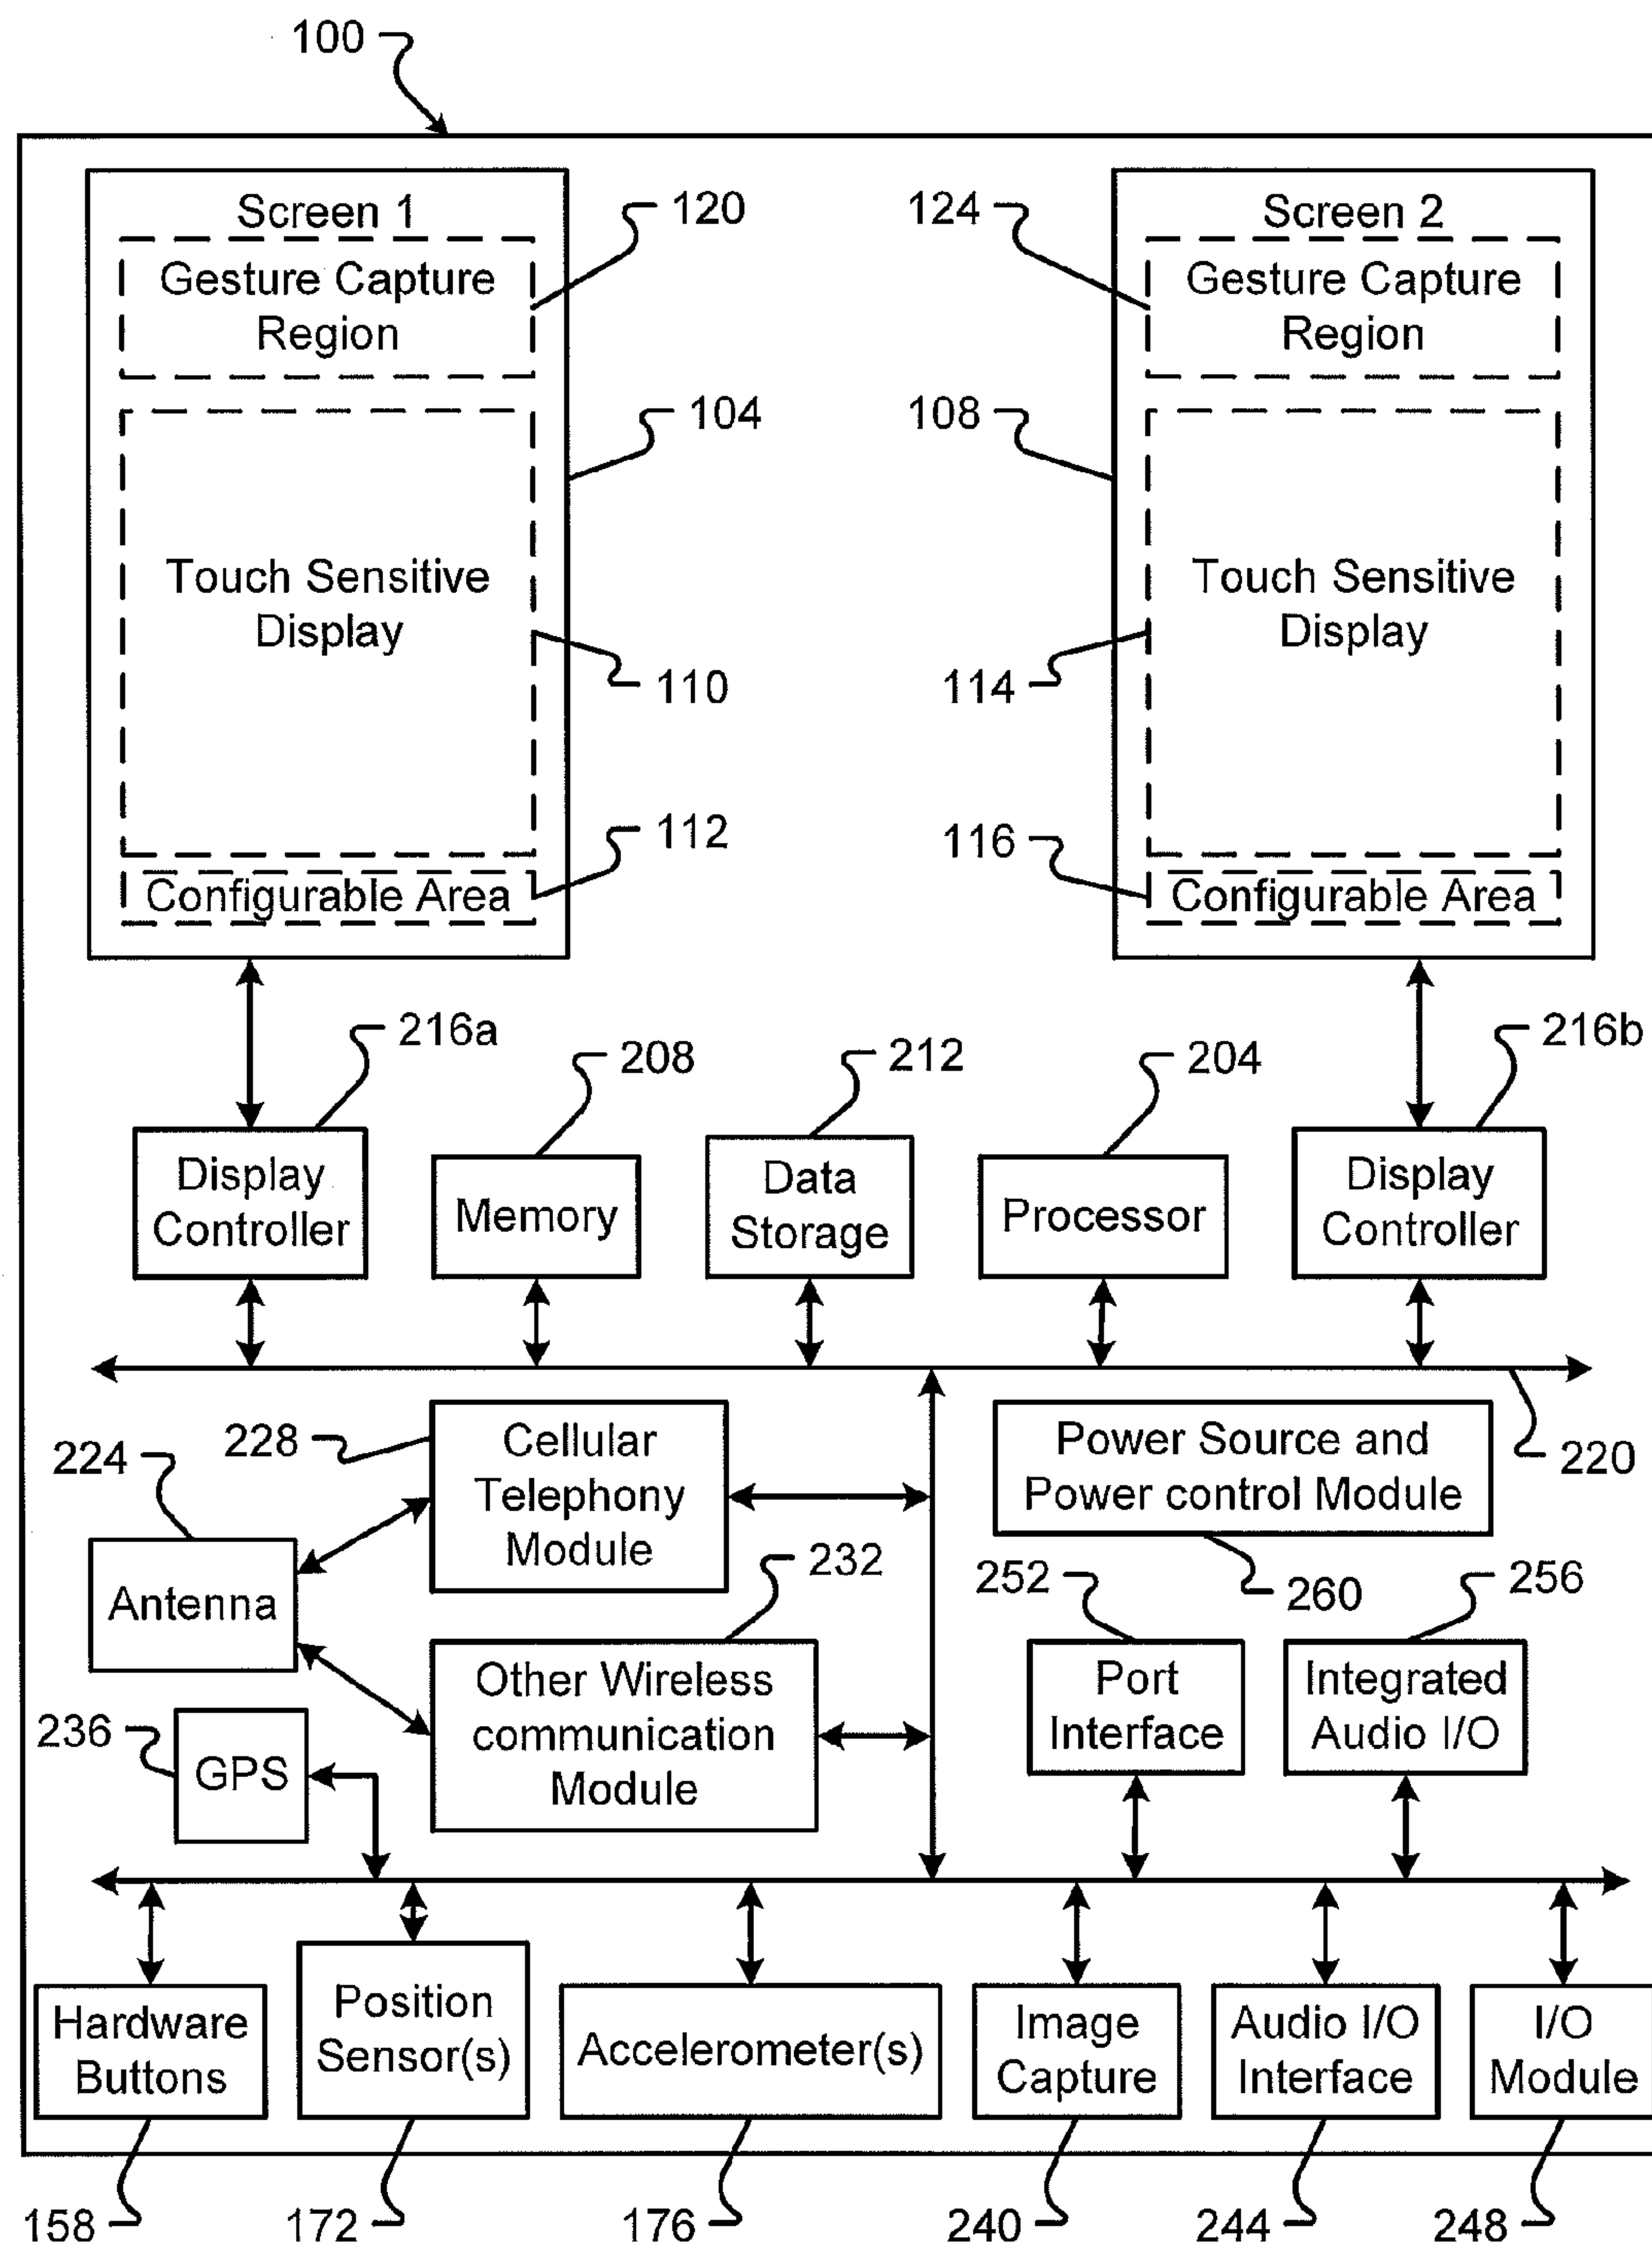 100
Screen 1
Gesture Capture
Region
120
Touch Sensitive
Display
104
110
Configurable Area
112
Screen 2
124
Gesture Capture
Region
108
Touch Sensitive
Display
114
116
Configurable Area
216a
208
212
204
216b
Display
Controller
Memory
Data
Storage
Processor
Display
Controller
220
228
Cellular
Telephony
Module
Power Source and
Power control Module
260
224
Antenna
232
Other Wireless
communication
Module
252
Port
Interface
256
Integrated
Audio I/O
236
GPS
Hardware
Buttons
Position
Sensor(s)
Accelerometer(s)
Image
Capture
Audio I/O
Interface
I/O
Module
158
172
176
240
244
248